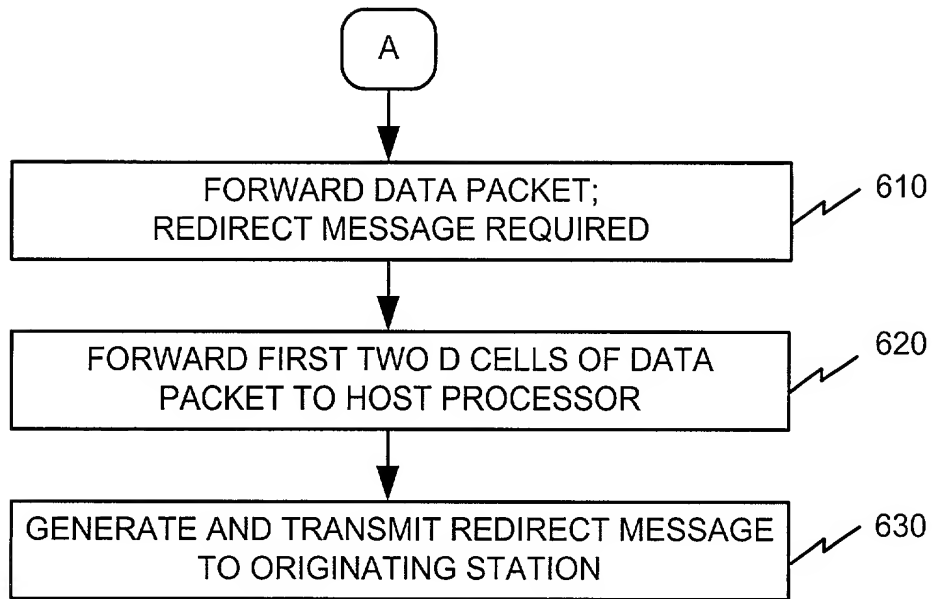 A
FORWARD DATA PACKET;
REDIRECT MESSAGE REQUIRED
610
FORWARD FIRST TWO D CELLS OF DATA
PACKET TO HOST PROCESSOR
620
GENERATE AND TRANSMIT REDIRECT MESSAGE
TO ORIGINATING STATION
630